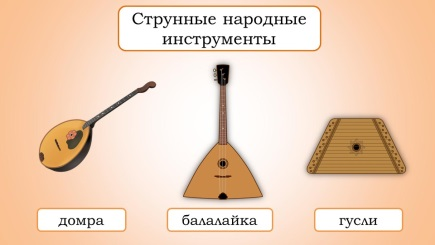 Струнные народные
инструменты
домра
балалайка
гусли